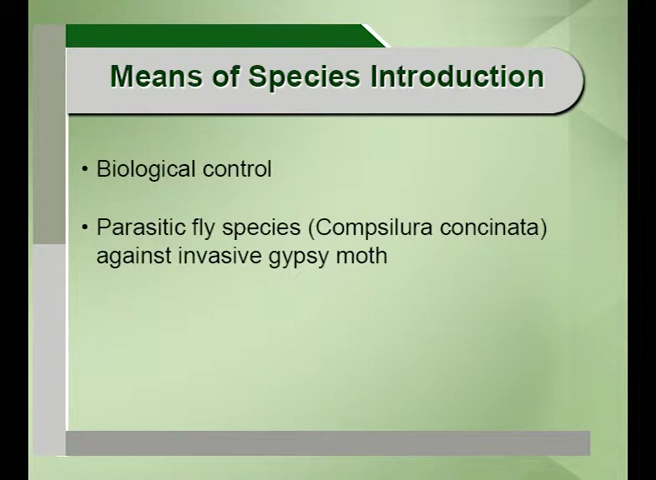 Means of Species Introduction
• Biological control
• Parasitic fly species (Compsilura concinata)
against invasive gypsy moth